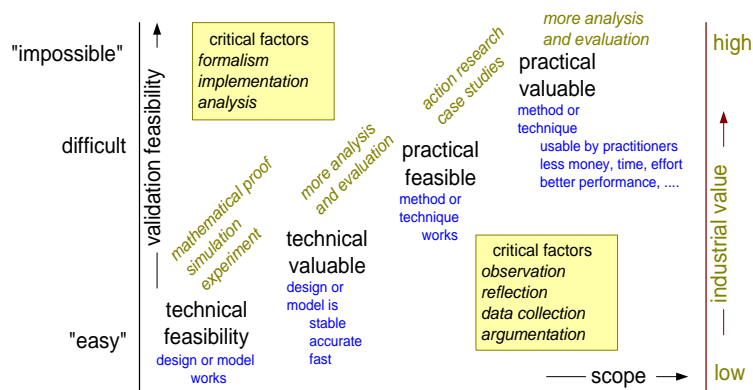 "impossible"
difficult
"easy"
validation feasibility
critical factors
formalism
implementation
analysis
mathematical proof
simulation
experiment
technical
feasibility
design or model
works
more analysis
and evaluation
technical
valuable
design or
model is
stable
accurate
fast
action research
case studies
practical
feasible
method or
technique
works
more analysis
and evaluation
practical
valuable
method or
technique
usable by practitioners
less money, time, effort
better performance, ....
critical factors
observation
reflection
data collection
argumentation
scope
high
industrial value
low